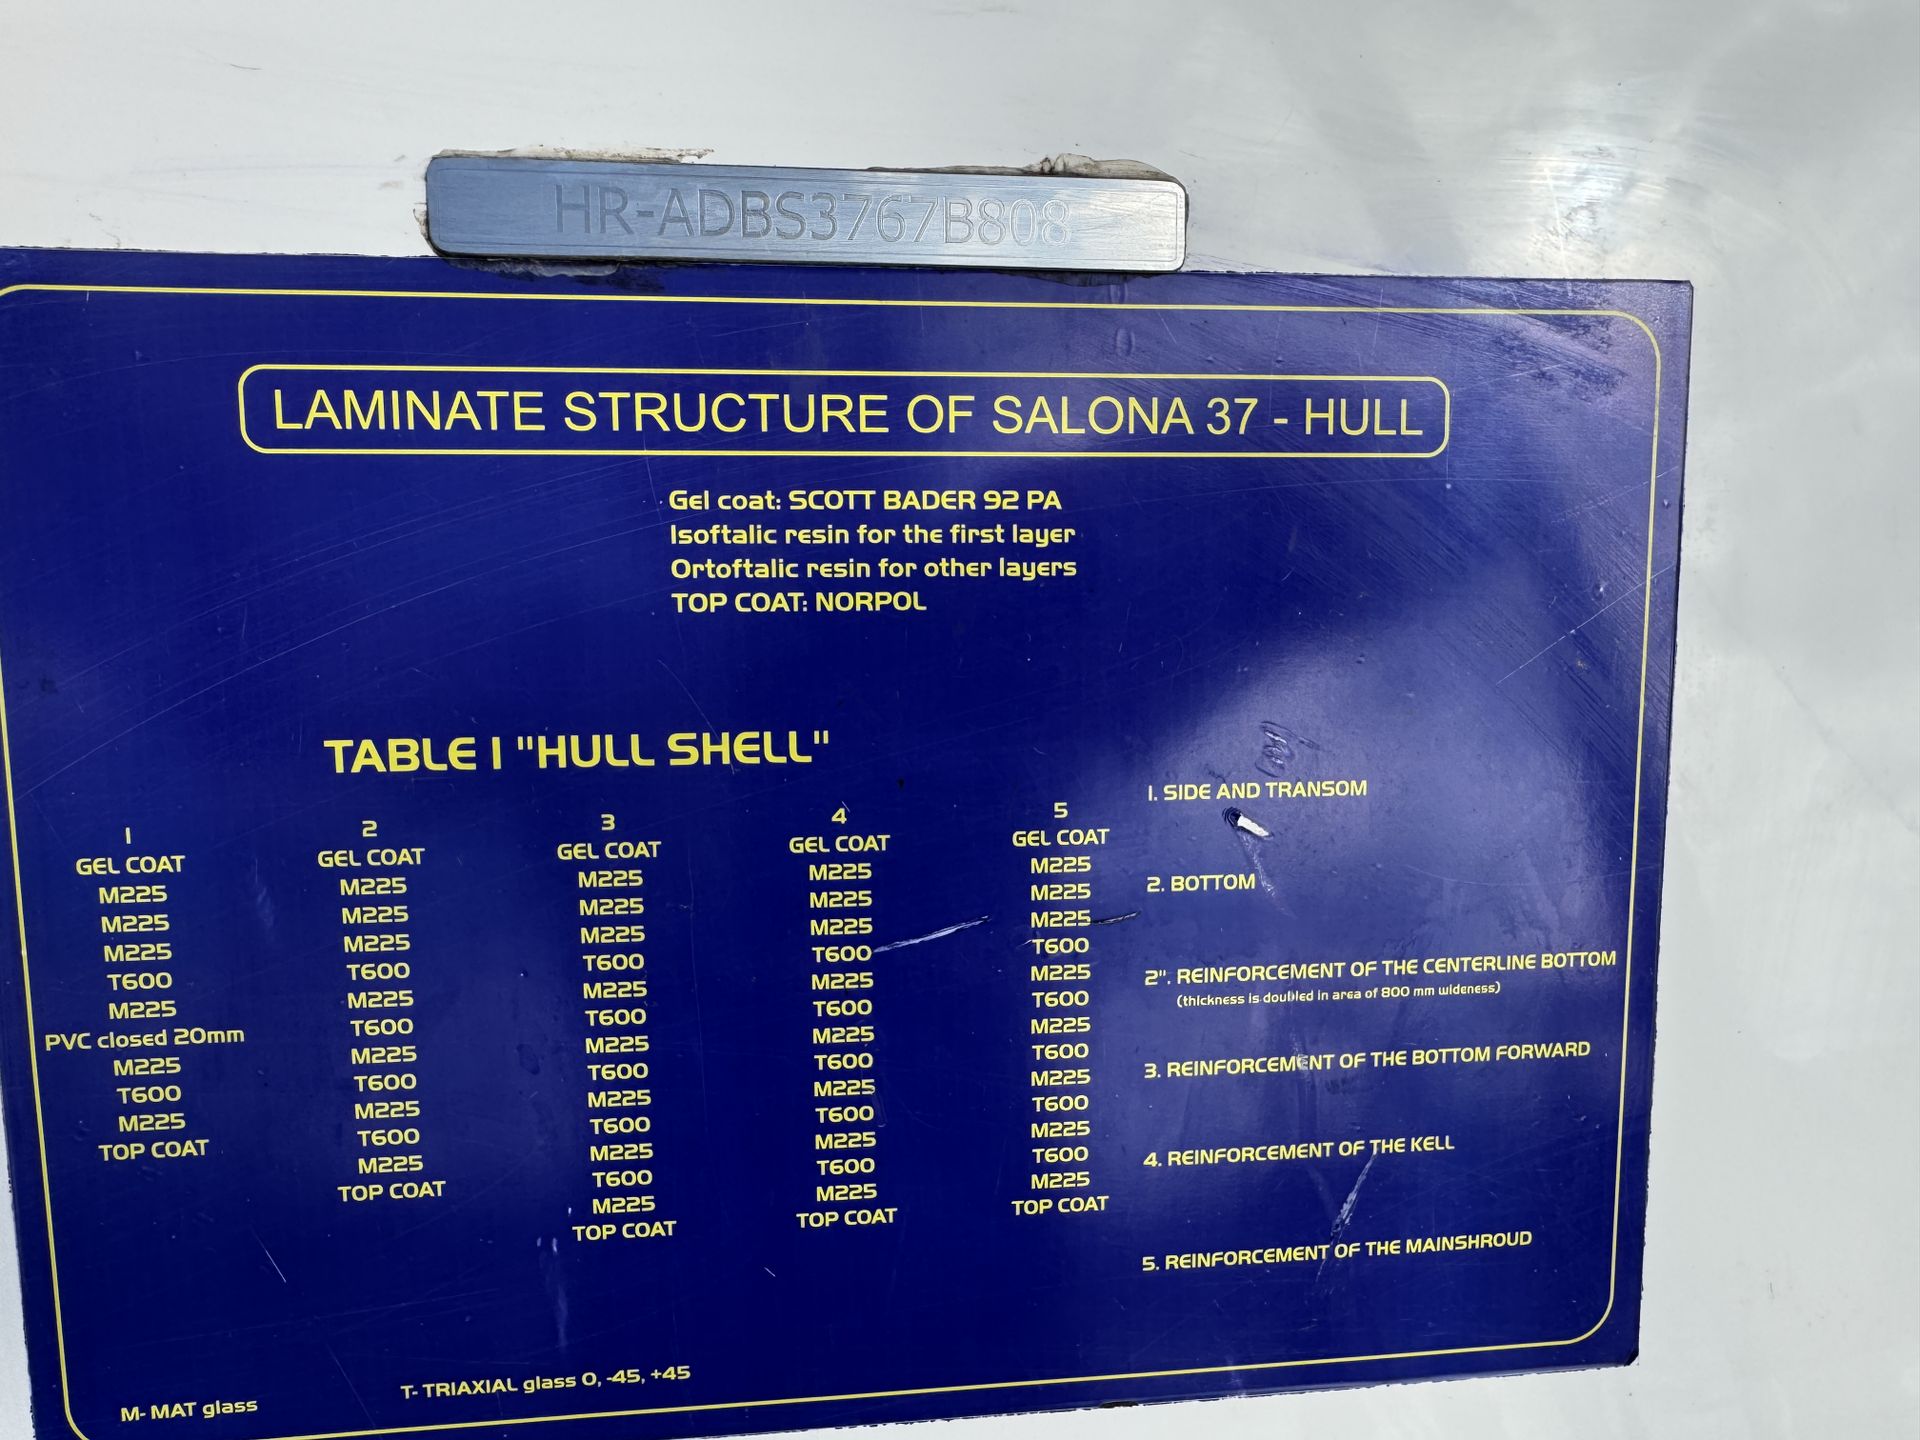 HR-ADBS3767B808
LAMINATE STRUCTURE OF SALONA 37 - HULL
Gel coat: SCOTT BADER 92 PA
Isoftalic resin for the first layer
Ortoftalic resin for other layers
TOP COAT: NORPOL
TABLE I "HULL SHELL"
1
GEL COAT
M225
M225
M225
T600
M225
PVC closed 20mm
M225
T600
M225
TOP COAT
2
GEL COAT
M225
M225
M225
T600
M225
T600
M225
T600
M225
T600
M225
TOP COAT
3
GEL COAT
M225
M225
M225
T600
M225
T600
M225
T600
M225
T600
M225
T600
M225
TOP COAT
4
GEL COAT
M225
M225
M225
T600
M225
T600
M225
T600
M225
T600
M225
T600
M225
TOP COAT
5
GEL COAT
M225
M225
M225
T600
M225
T600
M225
T600
M225
T600
M225
T600
M225
TOP COAT
1. SIDE AND TRANSOM
2. BOTTOM
2". REINFORCEMENT OF THE CENTERLINE BOTTOM
(thickness is doubled in area of 800 mm wideness)
3. REINFORCEMENT OF THE BOTTOM FORWARD
4. REINFORCEMENT OF THE KELL
5. REINFORCEMENT OF THE MAINSHROUD
M- MAT glass
T- TRIAXIAL glass 0, -45, +45